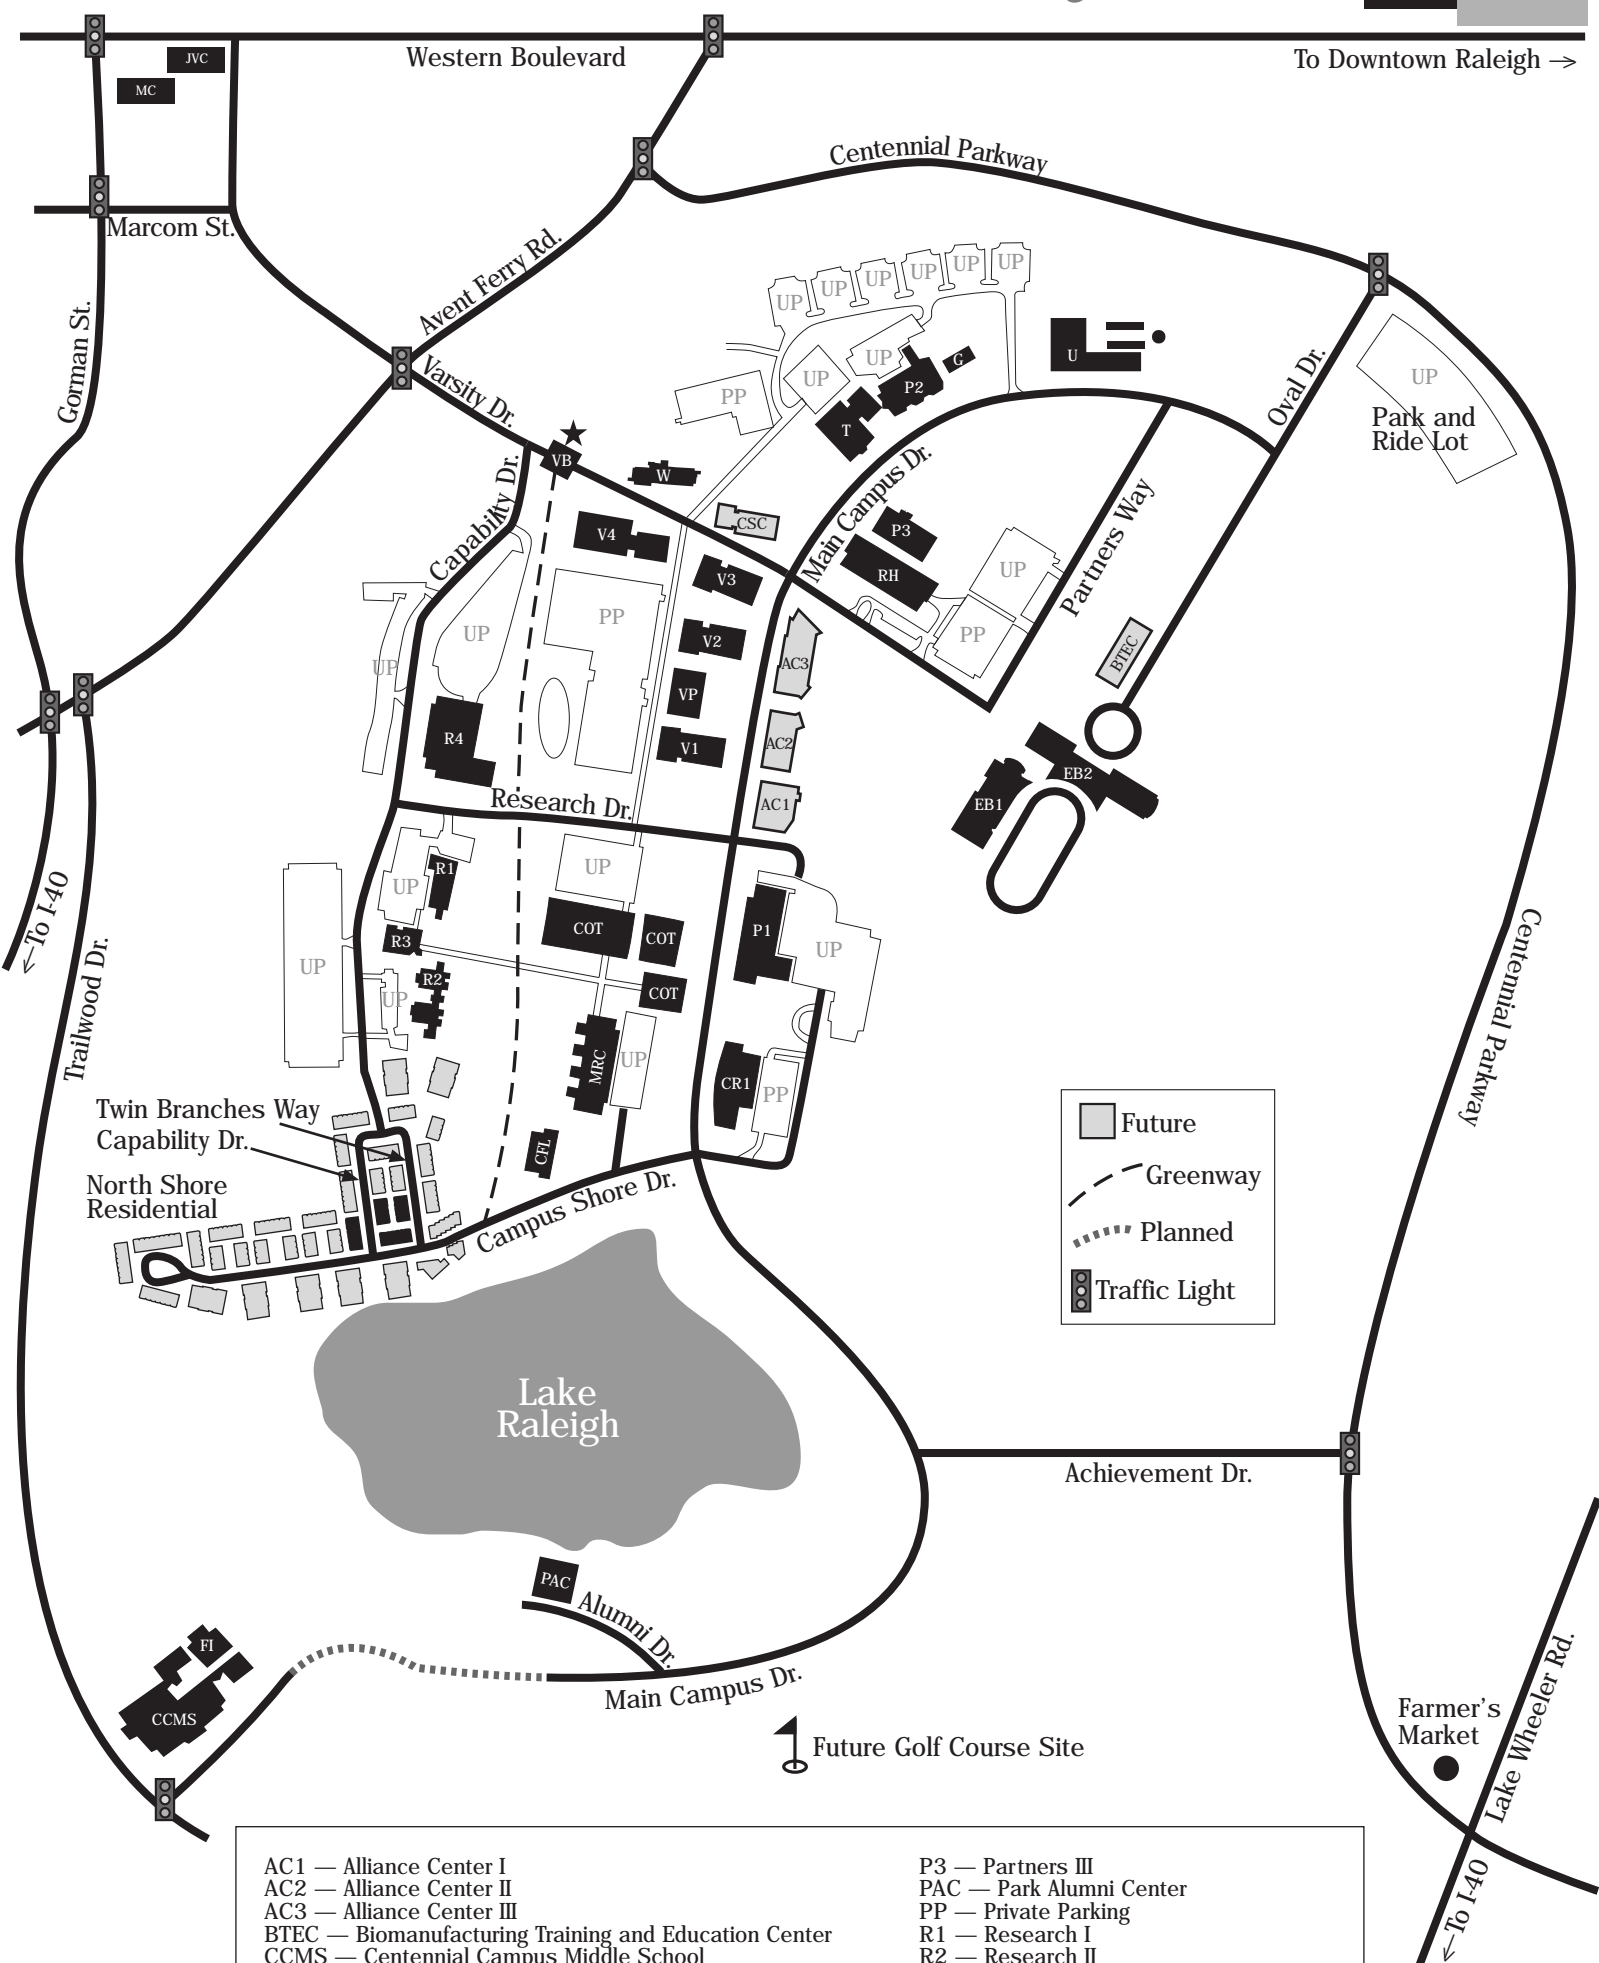 Western Boulevard
To Downtown Raleigh →
JVC
MC
Centennial Parkway
Marcom St.
Avent Ferry Rd.
Gorman St.
Varsity Dr.
Capability Dr.
UP
UP
UP
UP
UP
UP
UP
UP
PP
U
G
P2
T
Oval Dr.
UP
Park and
Ride Lot
VB
W
V4
CSC
Main Campus Dr.
P3
RH
Partners Way
UP
PP
V3
PP
UP
UP
V2
AC3
BTEC
VP
R4
V1
AC2
EB2
EB1
AC1
Research Dr.
←To I-40
Trailwood Dr.
R1
UP
UP
COT
COT
P1
UP
R3
UP
R2
UP
COT
Centennial Parkway
MRC
UP
CR1
PP
Twin Branches Way
Capability Dr.
CFL
North Shore
Residential
Campus Shore Dr.
Future
Greenway
Planned
Traffic Light
Lake
Raleigh
Achievement Dr.
PAC
Alumni Dr.
FI
CCMS
Main Campus Dr.
Future Golf Course Site
Farmer's
Market
Lake Wheeler Rd.
←To I-40
AC1 — Alliance Center I
AC2 — Alliance Center II
AC3 — Alliance Center III
BTEC — Biomanufacturing Training and Education Center
CCMS — Centennial Campus Middle School
P3 — Partners III
PAC — Park Alumni Center
PP — Private Parking
R1 — Research I
R2 — Research II